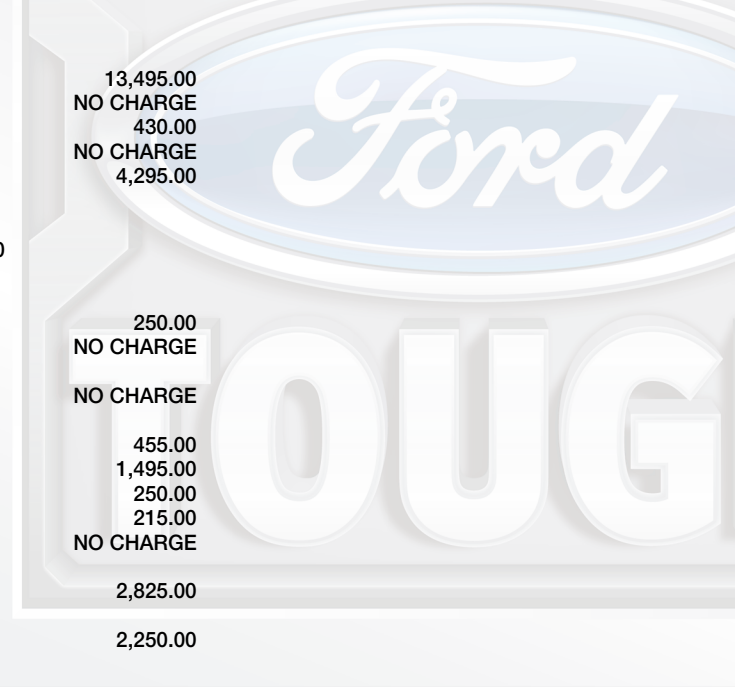 Ford
13,495.00
NO CHARGE
430.00
NO CHARGE
4,295.00
250.00
NO CHARGE
NO CHARGE
455.00
1,495.00
250.00
215.00
NO CHARGE
2,825.00
2,250.00
TOUG